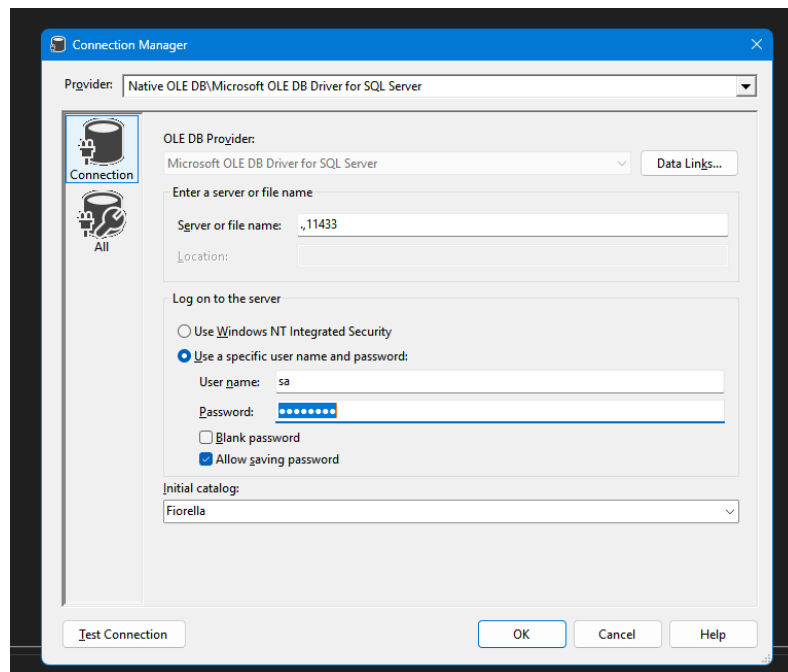 Connection Manager
Provider: Native OLE DB\Microsoft OLE DB Driver for SQL Server
Connection
All
OLE DB Provider:
Microsoft OLE DB Driver for SQL Server
Data Links...
Enter a server or file name
Server or file name: .,11433
Location:
Log on to the server
Use Windows NT Integrated Security
Use a specific user name and password:
User name: sa
Password: ●●●●●●●●
Blank password
Allow saving password
Initial catalog:
Fiorella
Test Connection OK Cancel Help